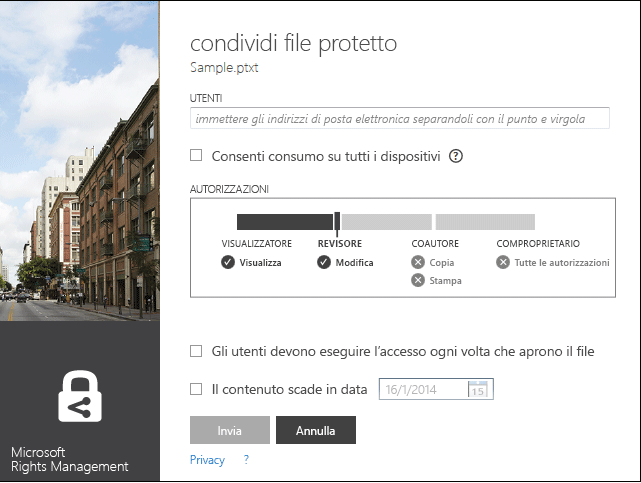 condividi file protetto
Sample.ptxt
UTENTI
immettere gli indirizzi di posta elettronica separandoli con il punto e virgola
Consenti consumo su tutti i dispositivi ?
AUTORIZZAZIONI
VISUALIZZATORE REVISORE COAUTORE COMPROPRIETARIO
Visualizza Modifica Copia Tutte le autorizzazioni
Stampa
Gli utenti devono eseguire l'accesso ogni volta che aprono il file
Il contenuto scade in data 16/1/2014 15
Invia Annulla
Privacy ?
Microsoft
Rights Management